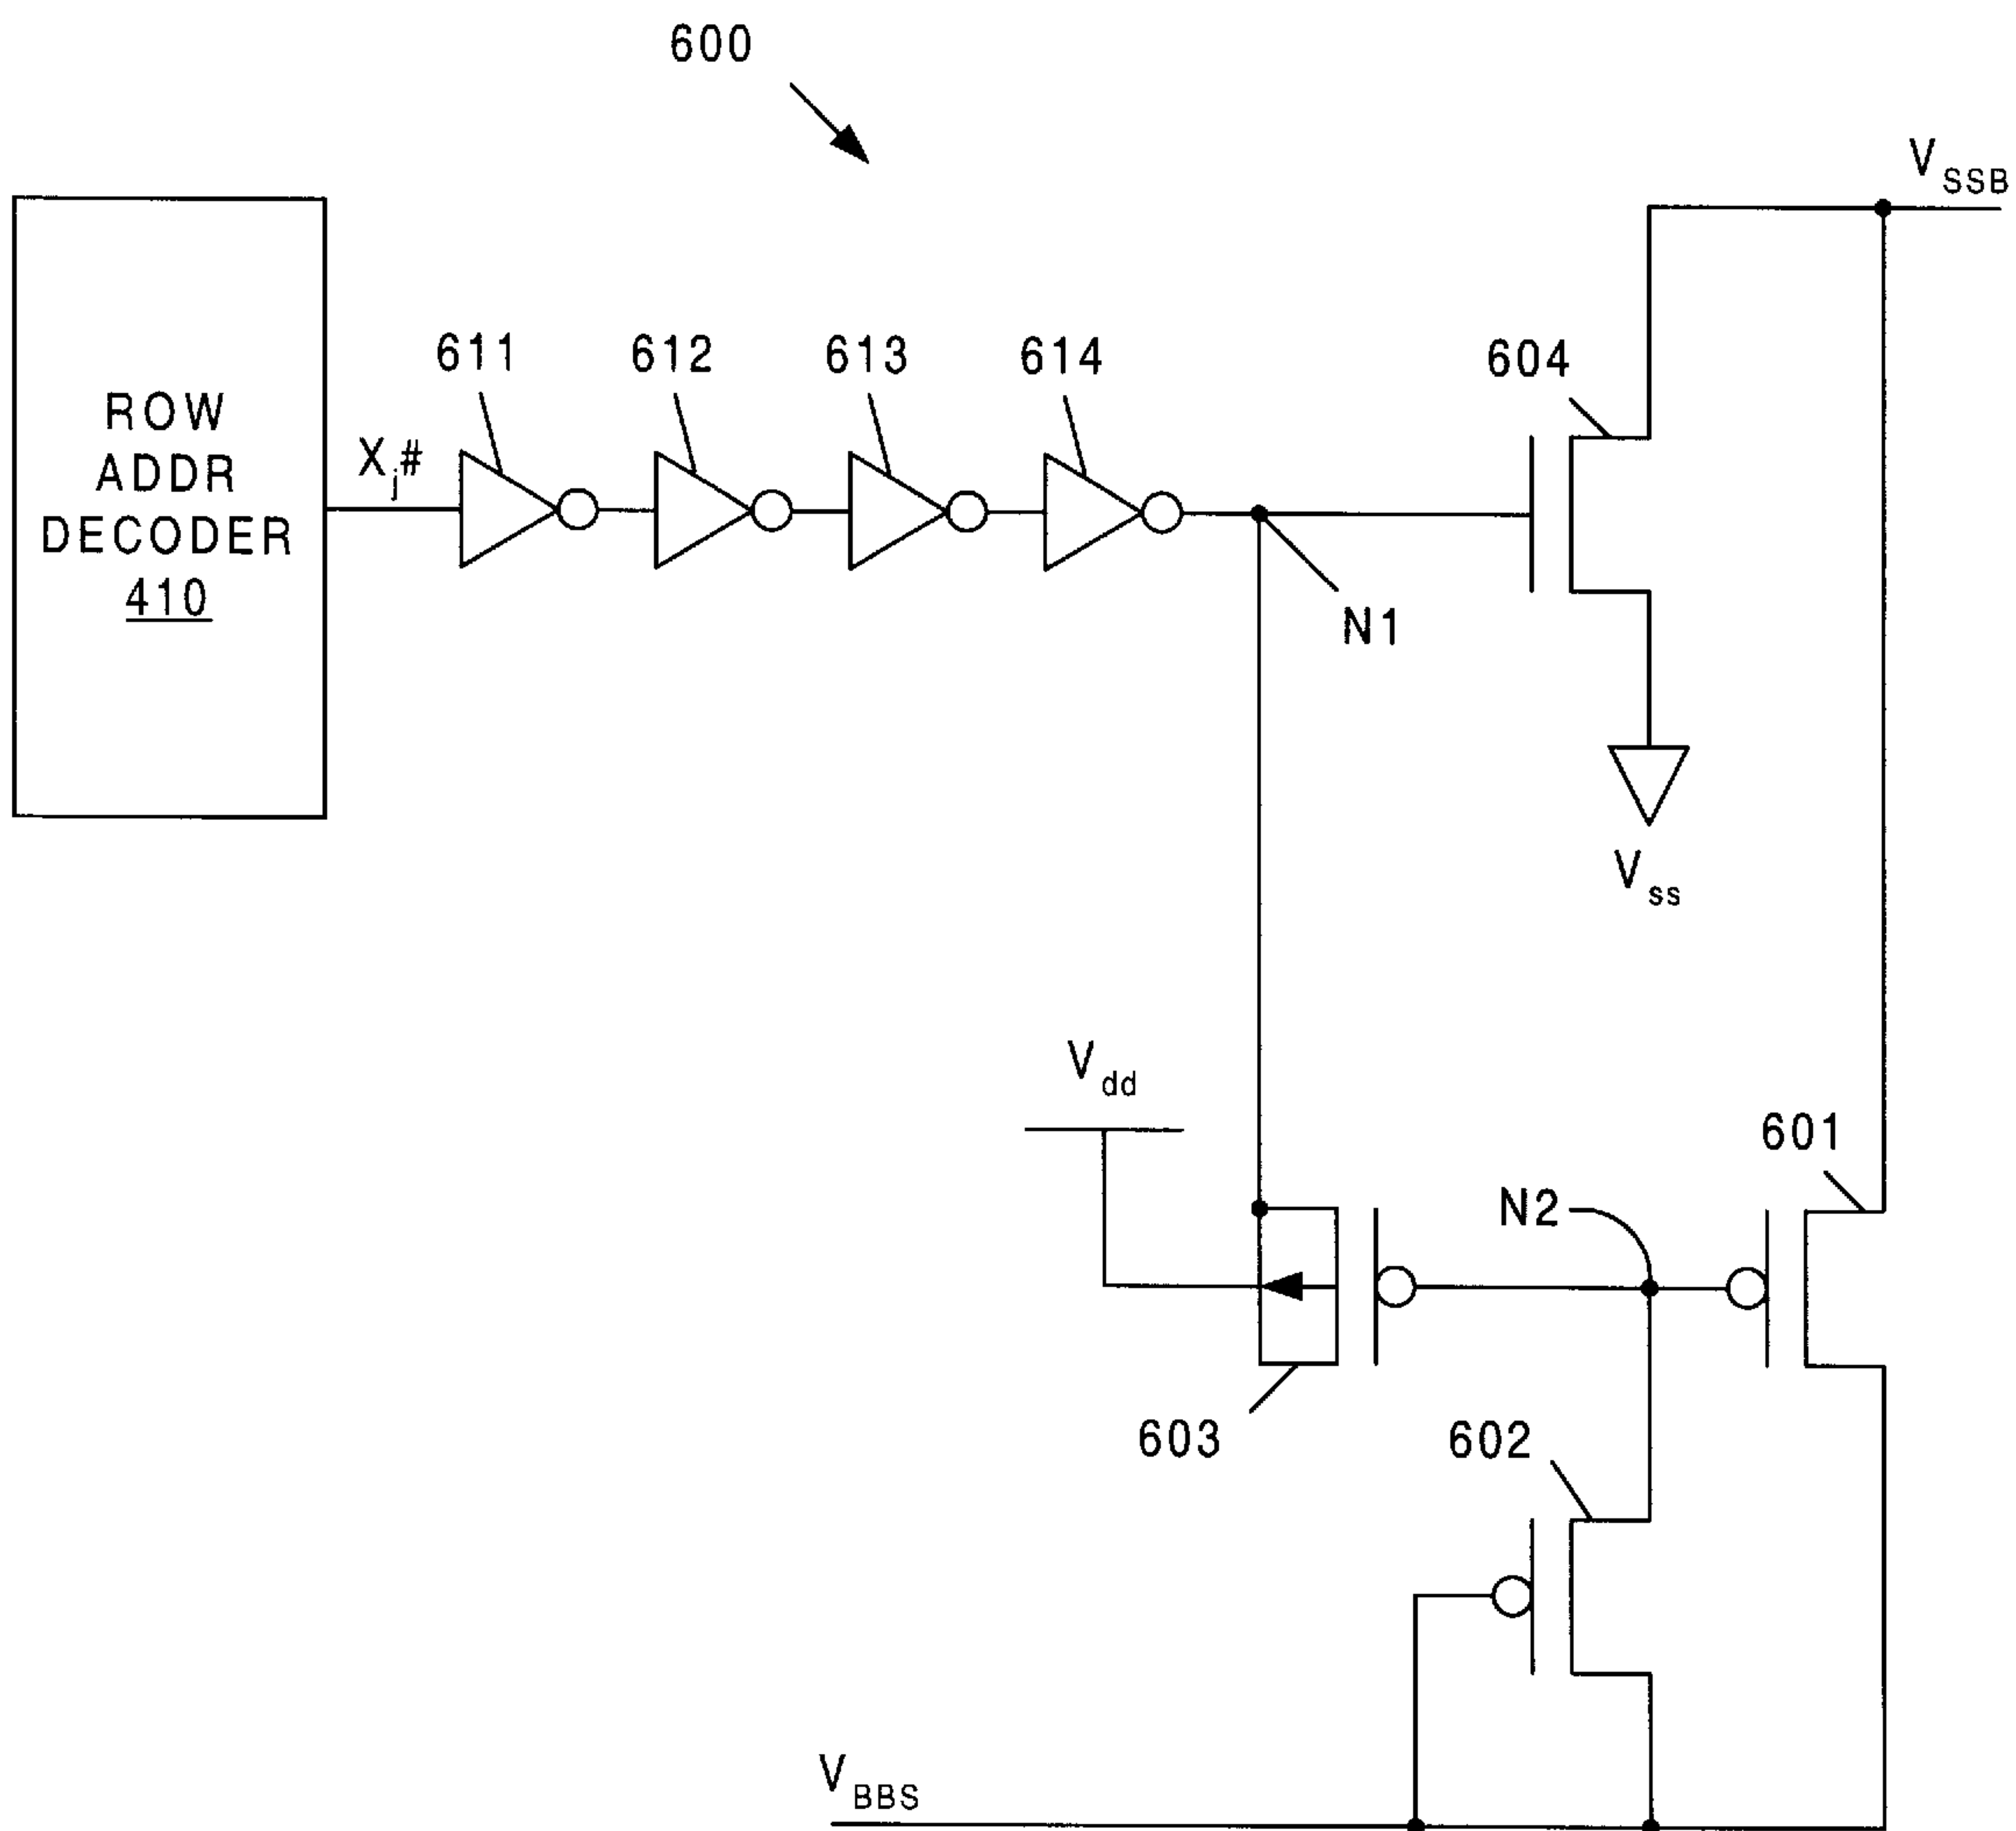 600
V_SSB
611
612
613
614
604
ROW
ADDR
DECODER
410
X_j#
N1
V_ss
V_dd
601
N2
603
602
V_BBS